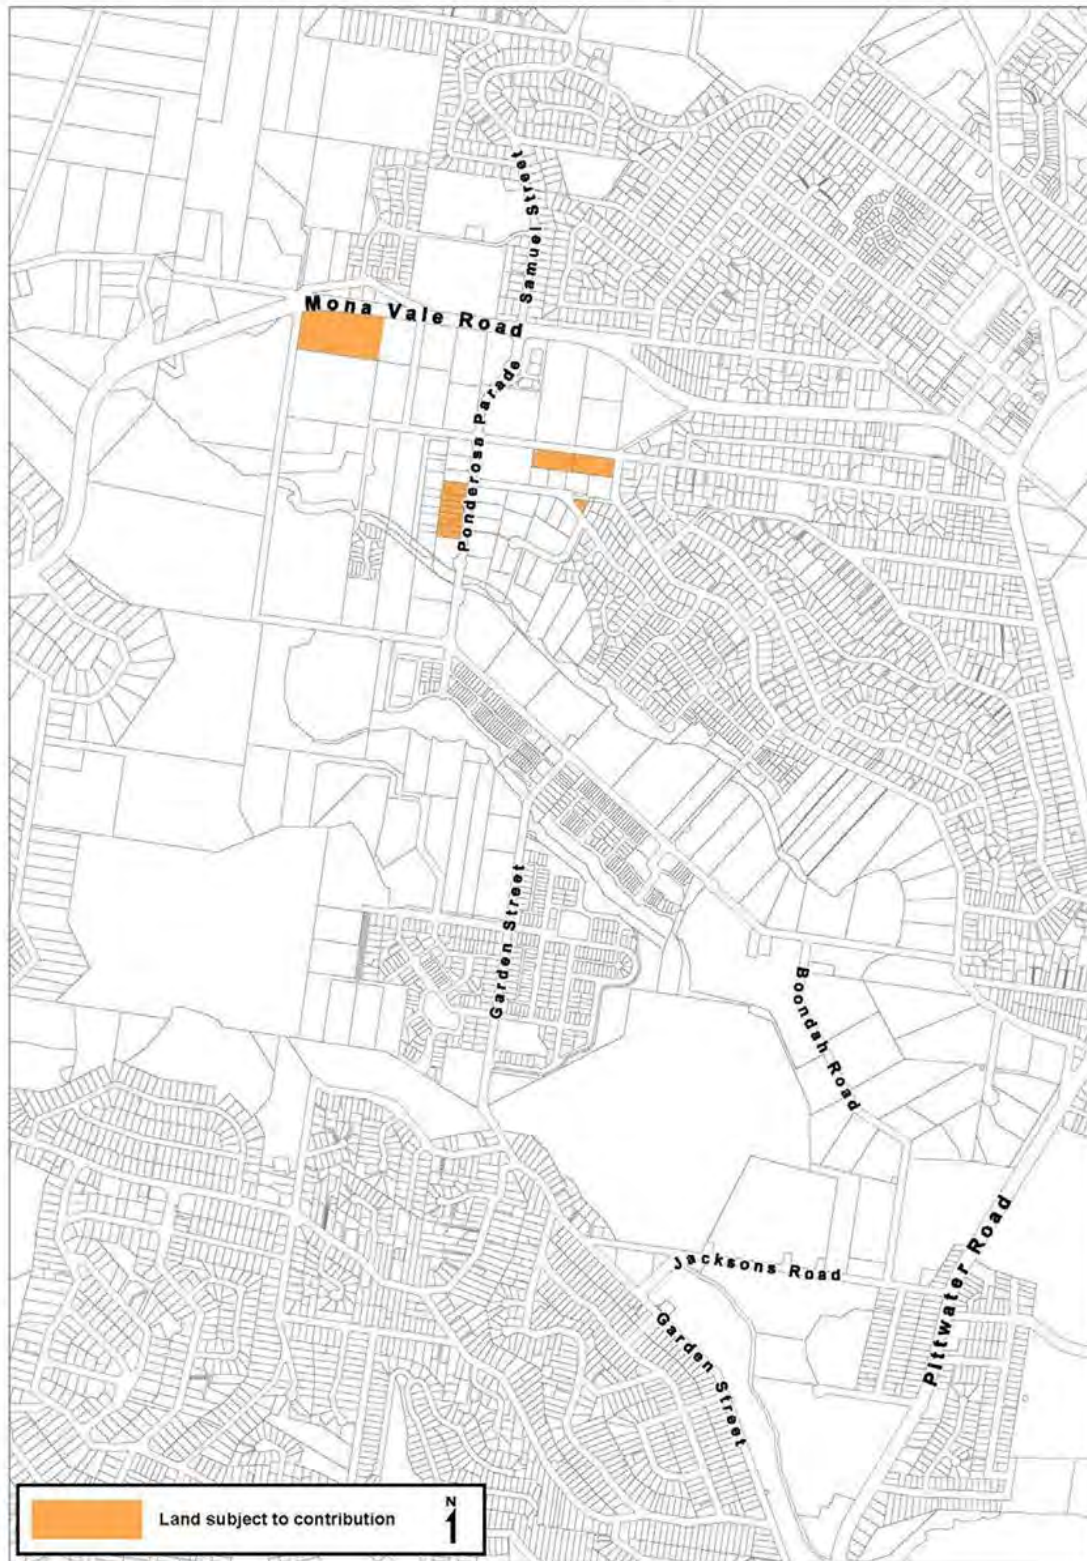 Samuel Street
Mona Vale Road
Ponderosa Parade
Garden Street
Boondah Road
Jacksons Road
Pittwater Road
Garden Street
Land subject to contribution
N